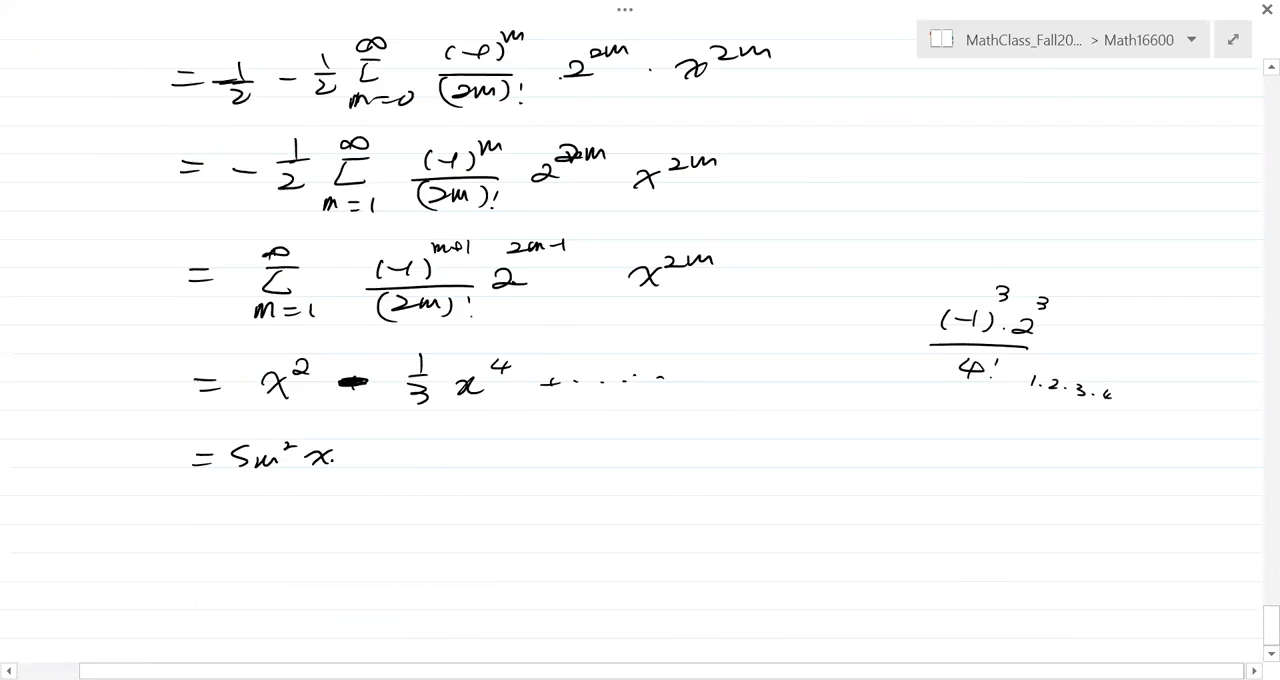 MathClass_Fall20... > Math16600
= 1/2 - 1/2 ∑_{m=0}^{∞} (-1)^m/(2m)! · 2^{2m} · x^{2m}
= - 1/2 ∑_{m=1}^{∞} (-1)^m/(2m)! 2^{2m} x^{2m}
= ∑_{m=1}^{∞} (-1)^{m+1} 2^{2m-1}/(2m)! x^{2m}
(-1)^3 · 2^3 / 4!
1·2·3·4
= x^2 - 1/3 x^4 + ......
= sin^2 x.